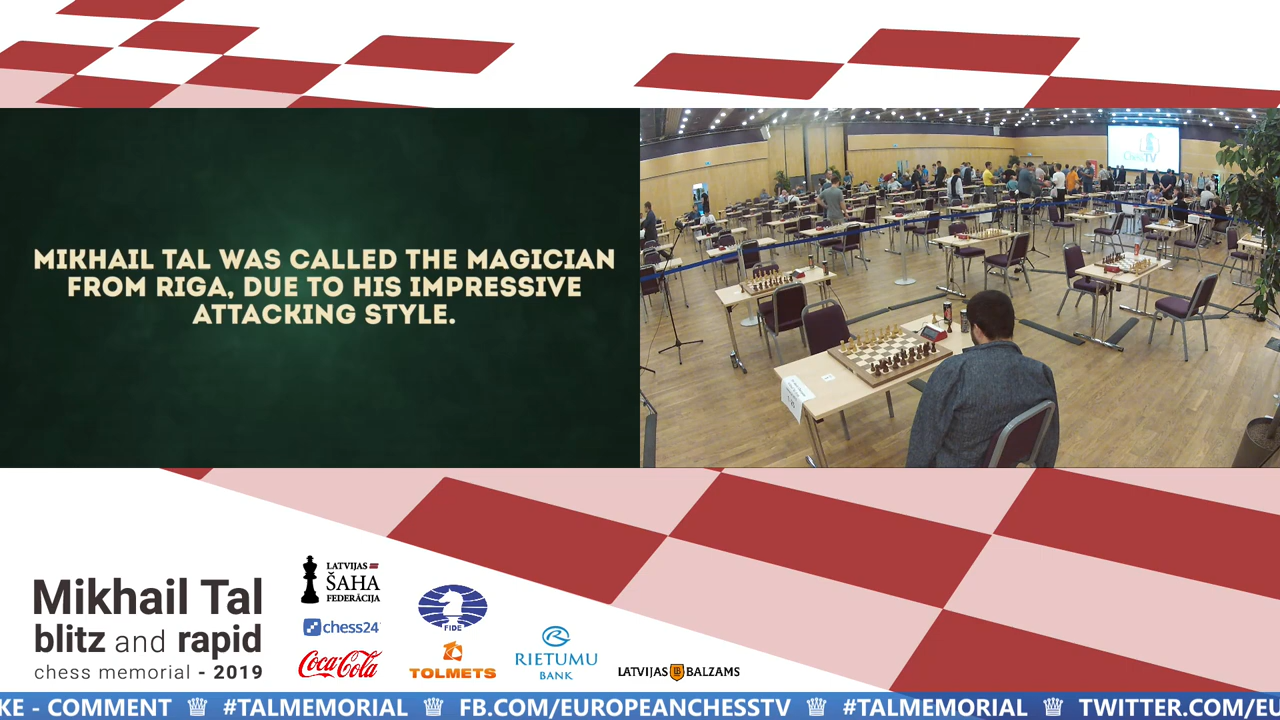 MIKHAIL TAL WAS CALLED THE MAGICIAN
FROM RIGA, DUE TO HIS IMPRESSIVE
ATTACKING STYLE.
Mikhail Tal
blitz and rapid
chess memorial - 2019
LATVIJAS
ŠAHA
FEDERĀCIJA
chess24
Coca-Cola
FIDE
TOLMETS
RIETUMU
BANK
LATVIJAS BALZAMS
KE - COMMENT #TALMEMORIAL FB.COM/EUROPEANCHESSTV #TALMEMORIAL TWITTER.COM/EU